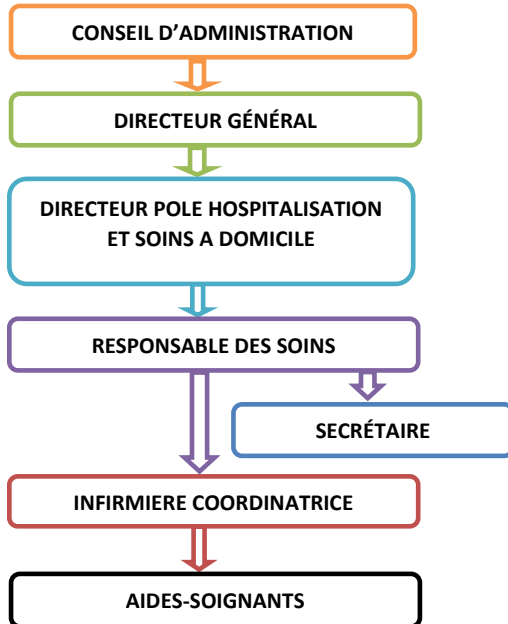 CONSEIL D’ADMINISTRATION
DIRECTEUR GÉNÉRAL
DIRECTEUR POLE HOSPITALISATION
ET SOINS A DOMICILE
RESPONSABLE DES SOINS
SECRÉTAIRE
INFIRMIERE COORDINATRICE
AIDES-SOIGNANTS